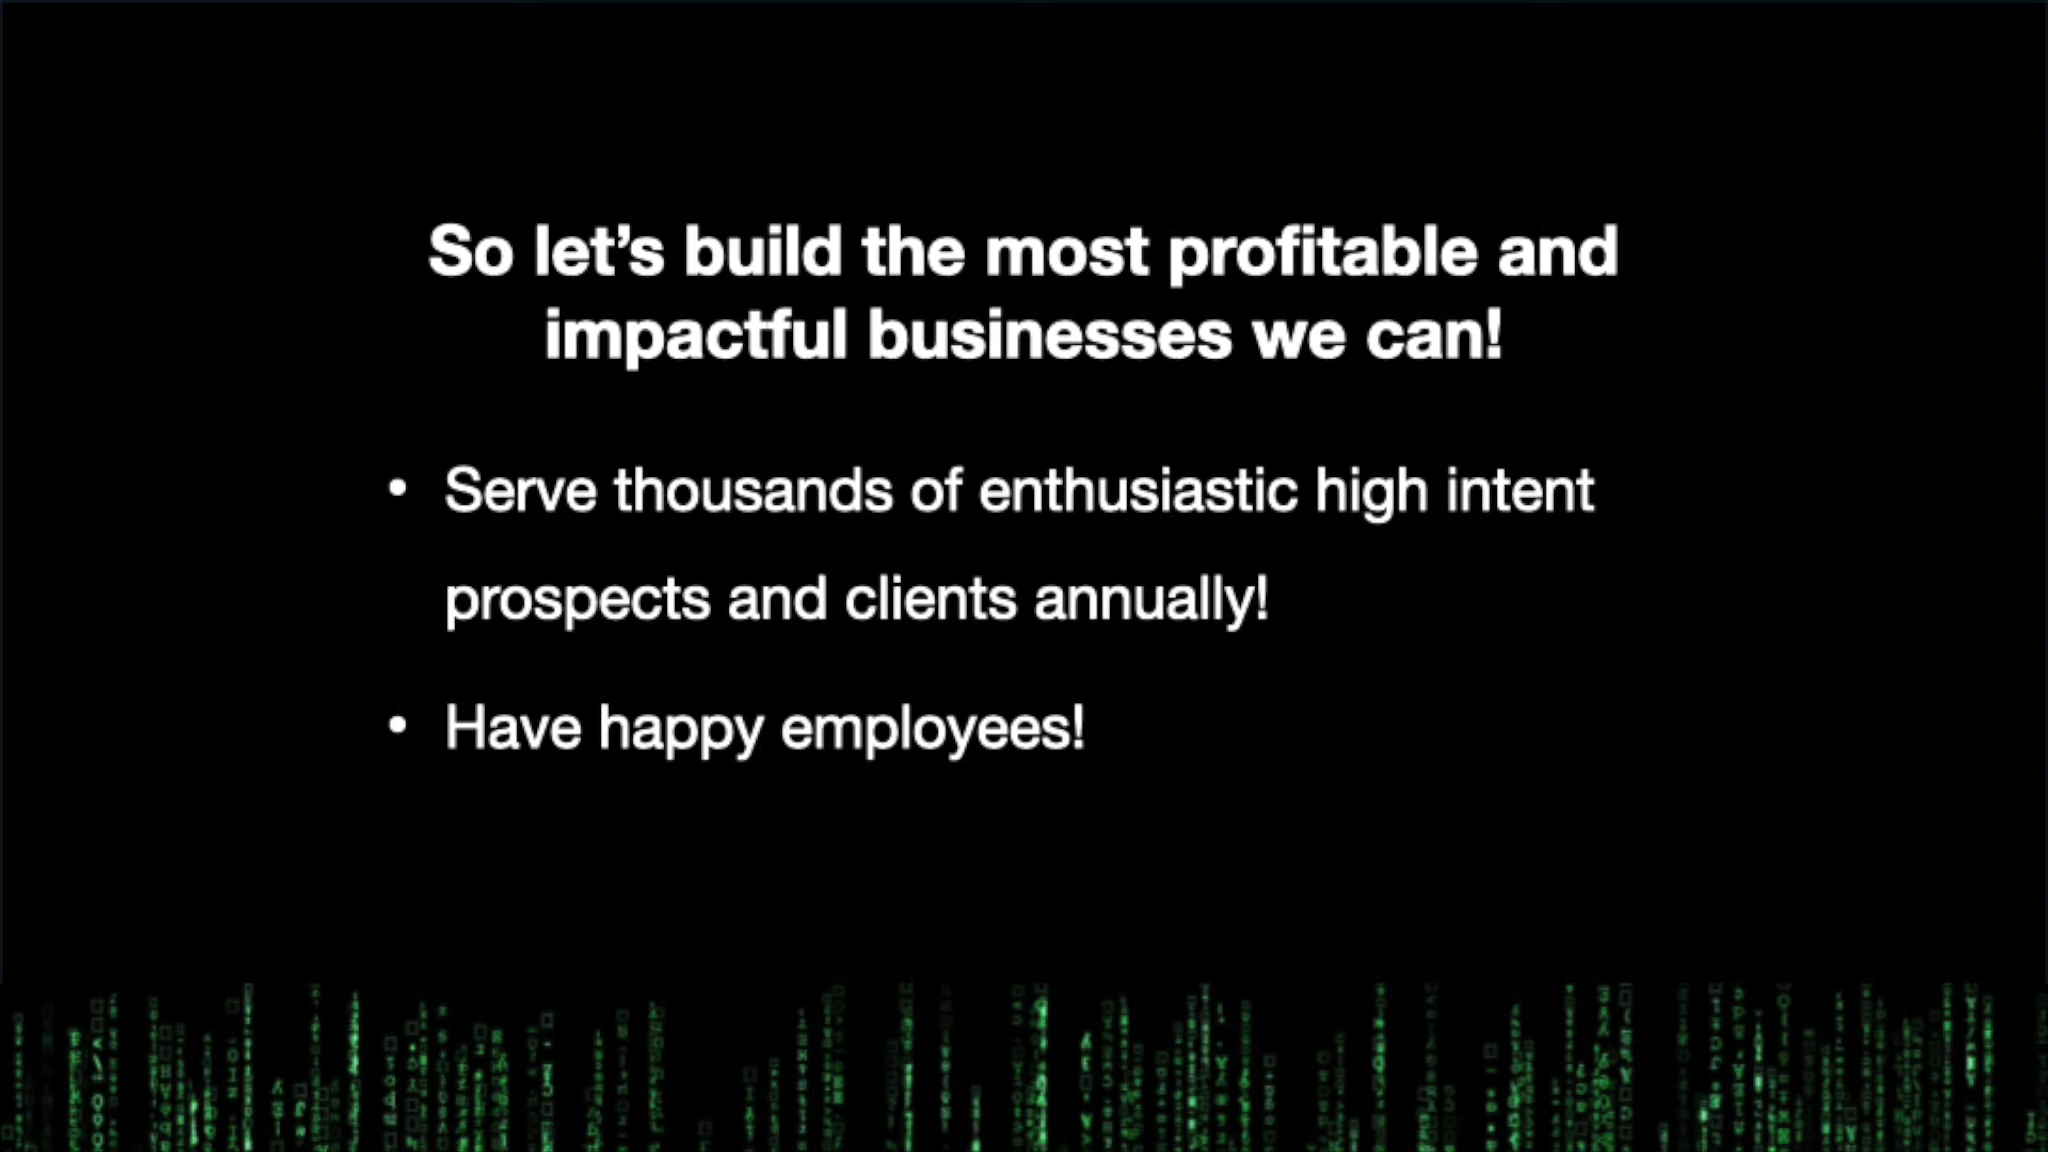 So let’s build the most profitable and
impactful businesses we can!
• Serve thousands of enthusiastic high intent
prospects and clients annually!
• Have happy employees!